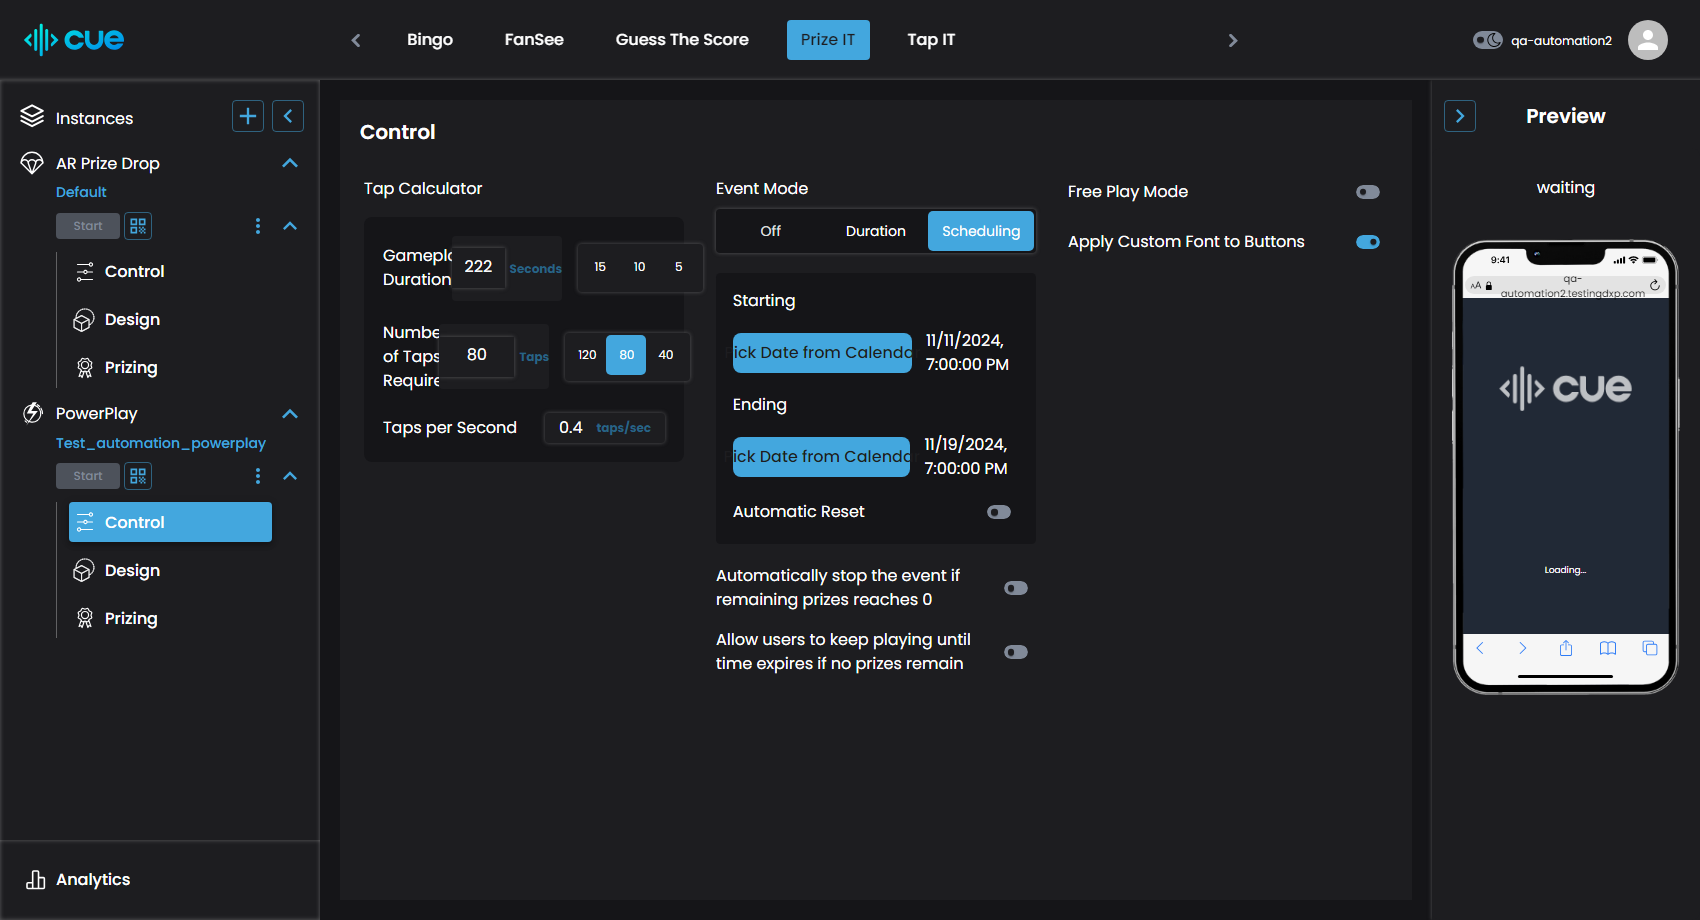 cue
Bingo
FanSee
Guess The Score
Prize IT
Tap IT
qa-automation2
Instances
AR Prize Drop
Default
Start
Control
Design
Prizing
PowerPlay
Test_automation_powerplay
Start
Control
Design
Prizing
Analytics
Control
Tap Calculator
Gamepla
Duration
222
Seconds
15 10 5
Numbe
of Taps
Require
80
Taps
120 80 40
Taps per Second
0.4
taps/sec
Event Mode
Off
Duration
Scheduling
Starting
ick Date from Calenda
11/11/2024,
7:00:00 PM
Ending
ick Date from Calenda
11/19/2024,
7:00:00 PM
Automatic Reset
Automatically stop the event if
remaining prizes reaches 0
Allow users to keep playing until
time expires if no prizes remain
Free Play Mode
Apply Custom Font to Buttons
Preview
waiting
9:41
AA
qa-
automation2.testingdxp.com
cue
Loading...